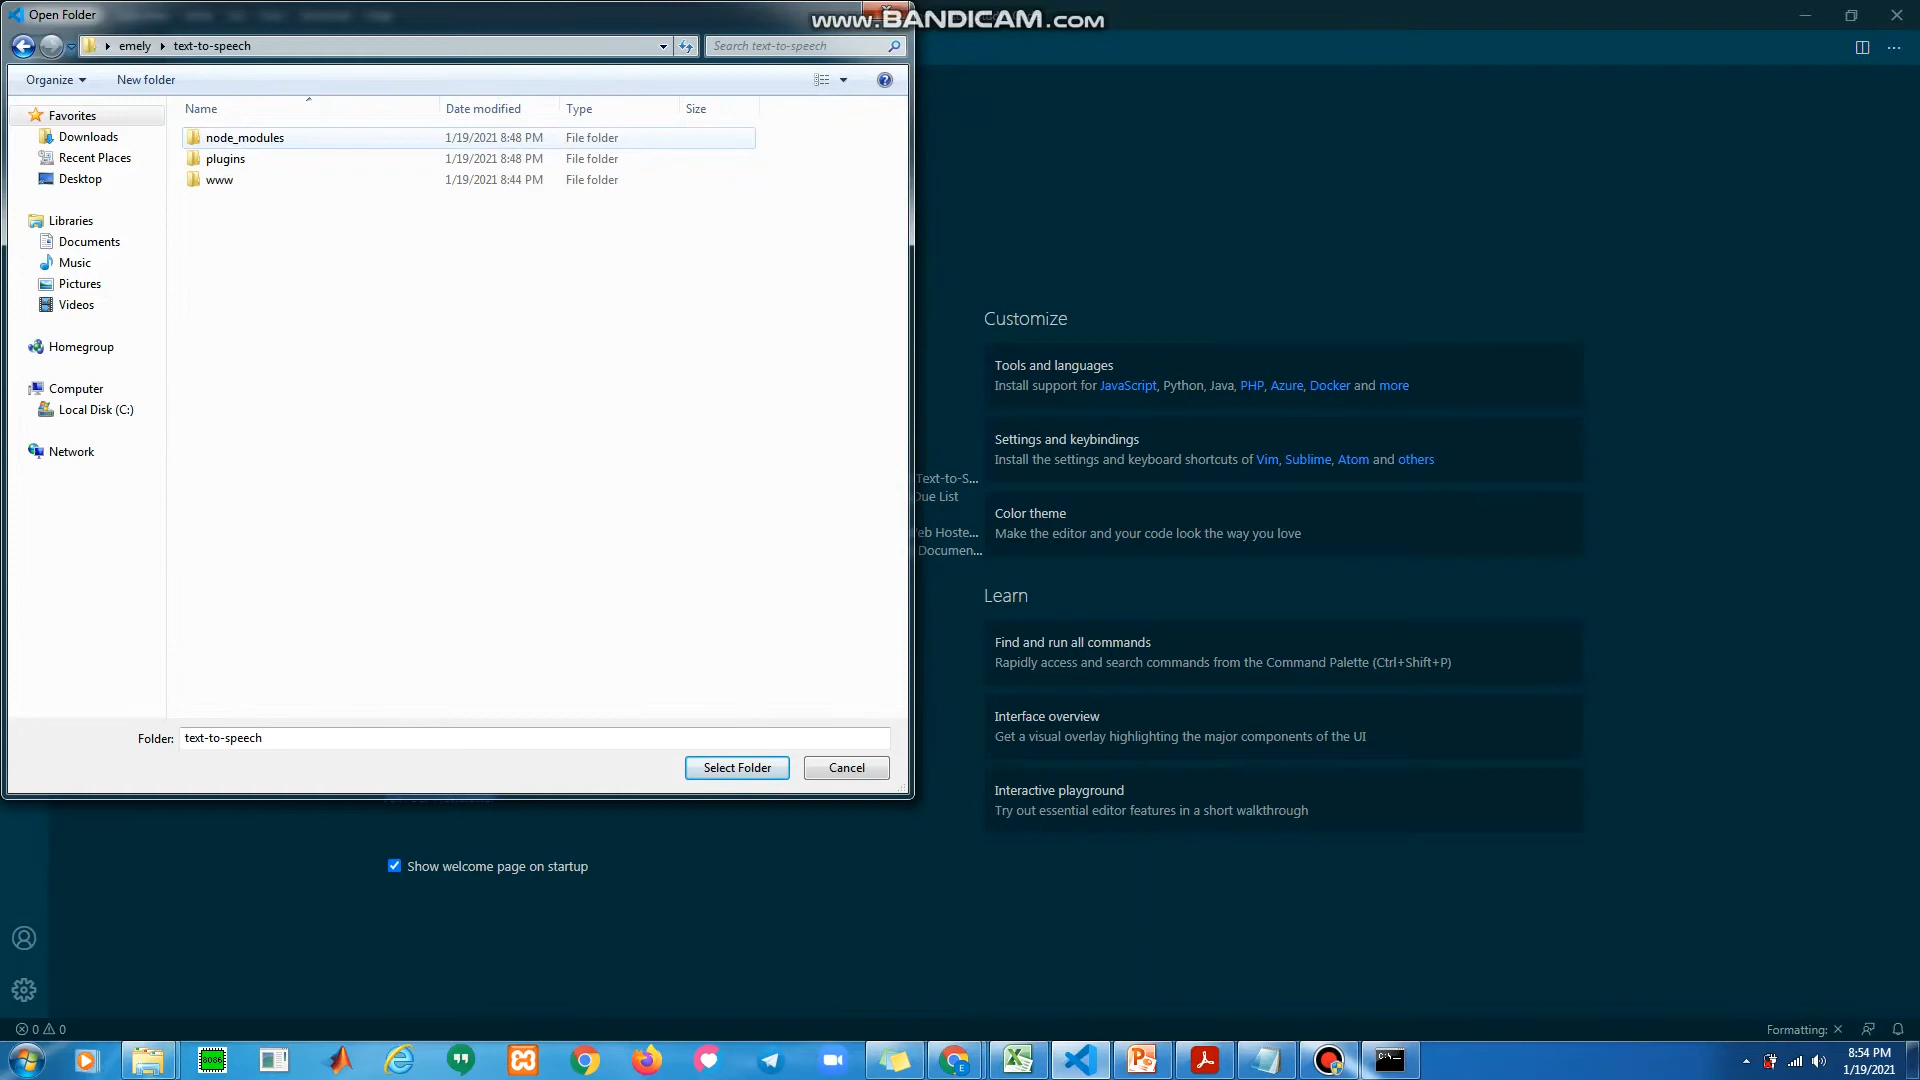 Open Folder
www.BANDICAM.com
emely
text-to-speech
Search text-to-speech
Organize
New folder
Name
Date modified
Type
Size
node_modules
1/19/2021 8:48 PM
File folder
plugins
1/19/2021 8:48 PM
File folder
www
1/19/2021 8:44 PM
File folder
Favorites
Downloads
Recent Places
Desktop
Libraries
Documents
Music
Pictures
Videos
Homegroup
Computer
Local Disk (C:)
Network
Folder:
text-to-speech
Select Folder
Cancel
Text-to-S...
Due List
eb Hoste...
Documen...
Customize
Tools and languages
Install support for JavaScript, Python, Java, PHP, Azure, Docker and more
Settings and keybindings
Install the settings and keyboard shortcuts of Vim, Sublime, Atom and others
Color theme
Make the editor and your code look the way you love
Learn
Find and run all commands
Rapidly access and search commands from the Command Palette (Ctrl+Shift+P)
Interface overview
Get a visual overlay highlighting the major components of the UI
Interactive playground
Try out essential editor features in a short walkthrough
Show welcome page on startup
0
0
Formatting:
8086
C:\
8:54 PM
1/19/2021